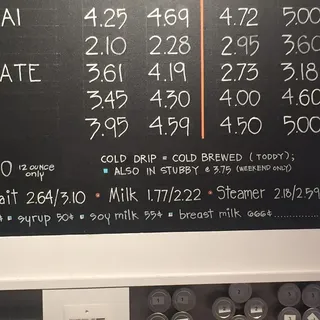 AI 4.25 4.69 4.72 5.00
2.10 2.28 2.95 3.60
ATE 3.61 4.19 2.73 3.18
3.45 4.30 4.00 4.60
3.95 4.59 4.50 5.00
0 12 OUNCE only
COLD DRIP = COLD BREWED (TODDY);
ALSO IN STUBBY @ 3.75 (WEEKEND ONLY)
ait 2.64/3.10 Milk 1.77/2.22 Steamer 2.18/2.59
syrup 50¢ soy milk 55¢ breast milk 666¢